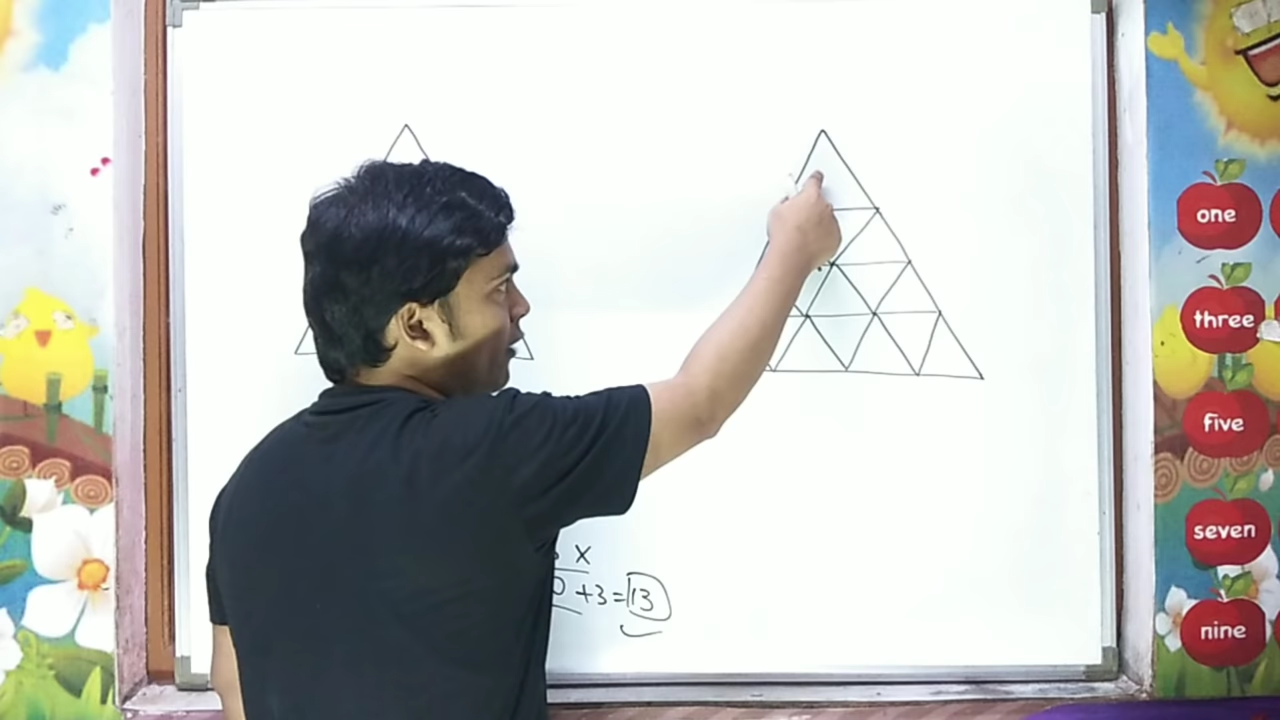 x
+3=13
one
three
five
seven
nine